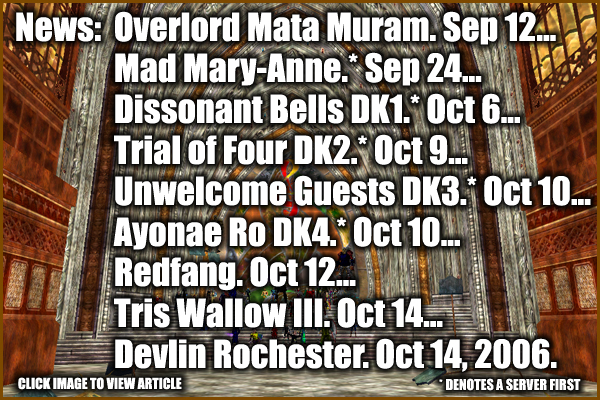 News: Overlord Mata Muram. Sep 12...
Mad Mary-Anne.* Sep 24...
Dissonant Bells DK1.* Oct 6...
Trial of Four DK2.* Oct 9...
Unwelcome Guests DK3.* Oct 10...
Ayonae Ro DK4.* Oct 10...
Redfang. Oct 12...
Tris Wallow III. Oct 14...
Devlin Rochester. Oct 14, 2006.
CLICK IMAGE TO VIEW ARTICLE
* DENOTES A SERVER FIRST